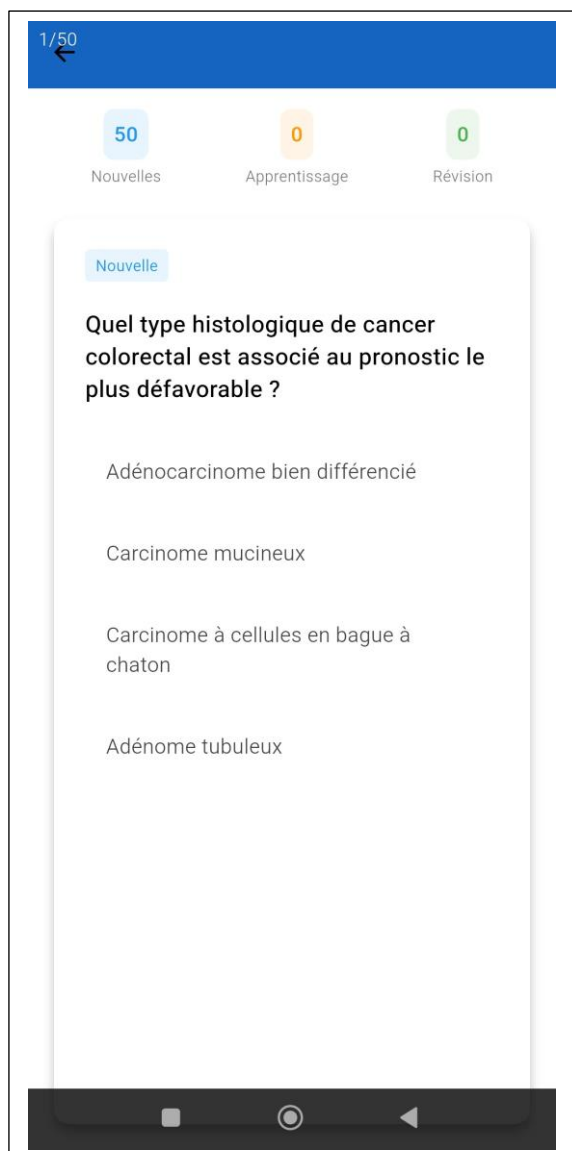 1/50
50
0
0
Nouvelles
Apprentissage
Révision
Nouvelle
Quel type histologique de cancer
colorectal est associé au pronostic le
plus défavorable ?
Adénocarcinome bien différencié
Carcinome mucineux
Carcinome à cellules en bague à
chaton
Adénome tubuleux